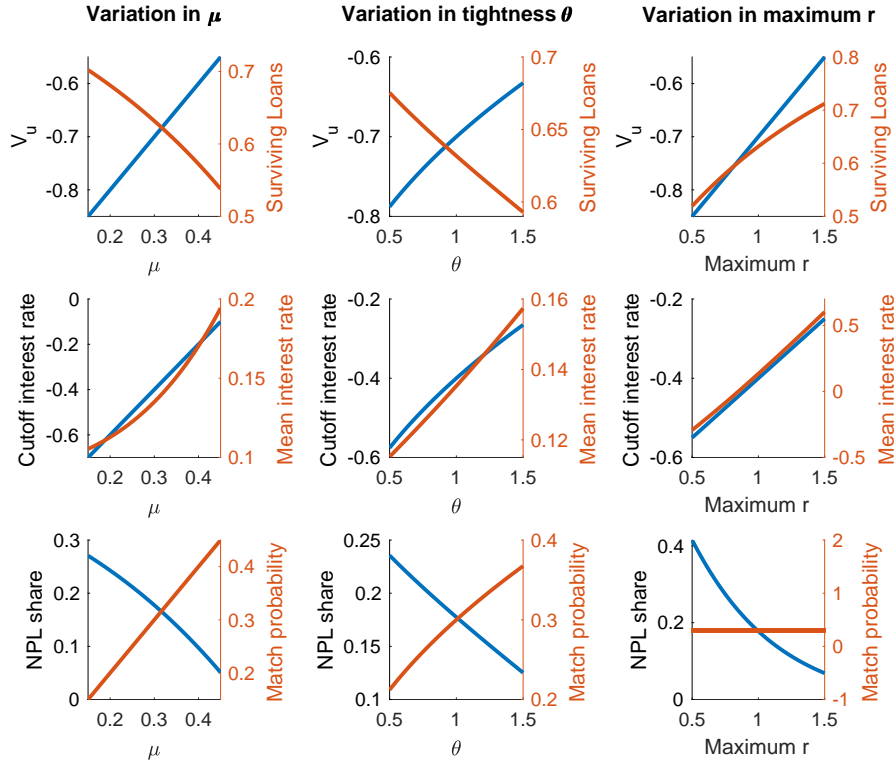 Variation in μ
Variation in tightness θ
Variation in maximum r
-0.6
-0.7
-0.8
V_u
0.7
0.6
0.5
Surviving Loans
0.2 0.3 0.4
μ
-0.5
-0.6
-0.7
-0.8
V_u
0.7
0.65
0.6
Surviving Loans
0.5 1 1.5
θ
-0.6
-0.7
-0.8
V_u
0.8
0.7
0.6
0.5
Surviving Loans
0.5 1 1.5
Maximum r
0
-0.2
-0.4
-0.6
Cutoff interest rate
0.2
0.15
0.1
Mean interest rate
0.2 0.3 0.4
μ
-0.2
-0.4
-0.6
Cutoff interest rate
0.16
0.14
0.12
Mean interest rate
0.5 1 1.5
θ
-0.2
-0.4
-0.6
Cutoff interest rate
0.5
0
-0.5
Mean interest rate
0.5 1 1.5
Maximum r
0.3
0.2
0.1
0
NPL share
0.4
0.3
0.2
Match probability
0.2 0.3 0.4
μ
0.25
0.2
0.15
0.1
NPL share
0.4
0.3
0.2
Match probability
0.5 1 1.5
θ
0.4
0.2
0
NPL share
2
1
0
-1
Match probability
0.5 1 1.5
Maximum r